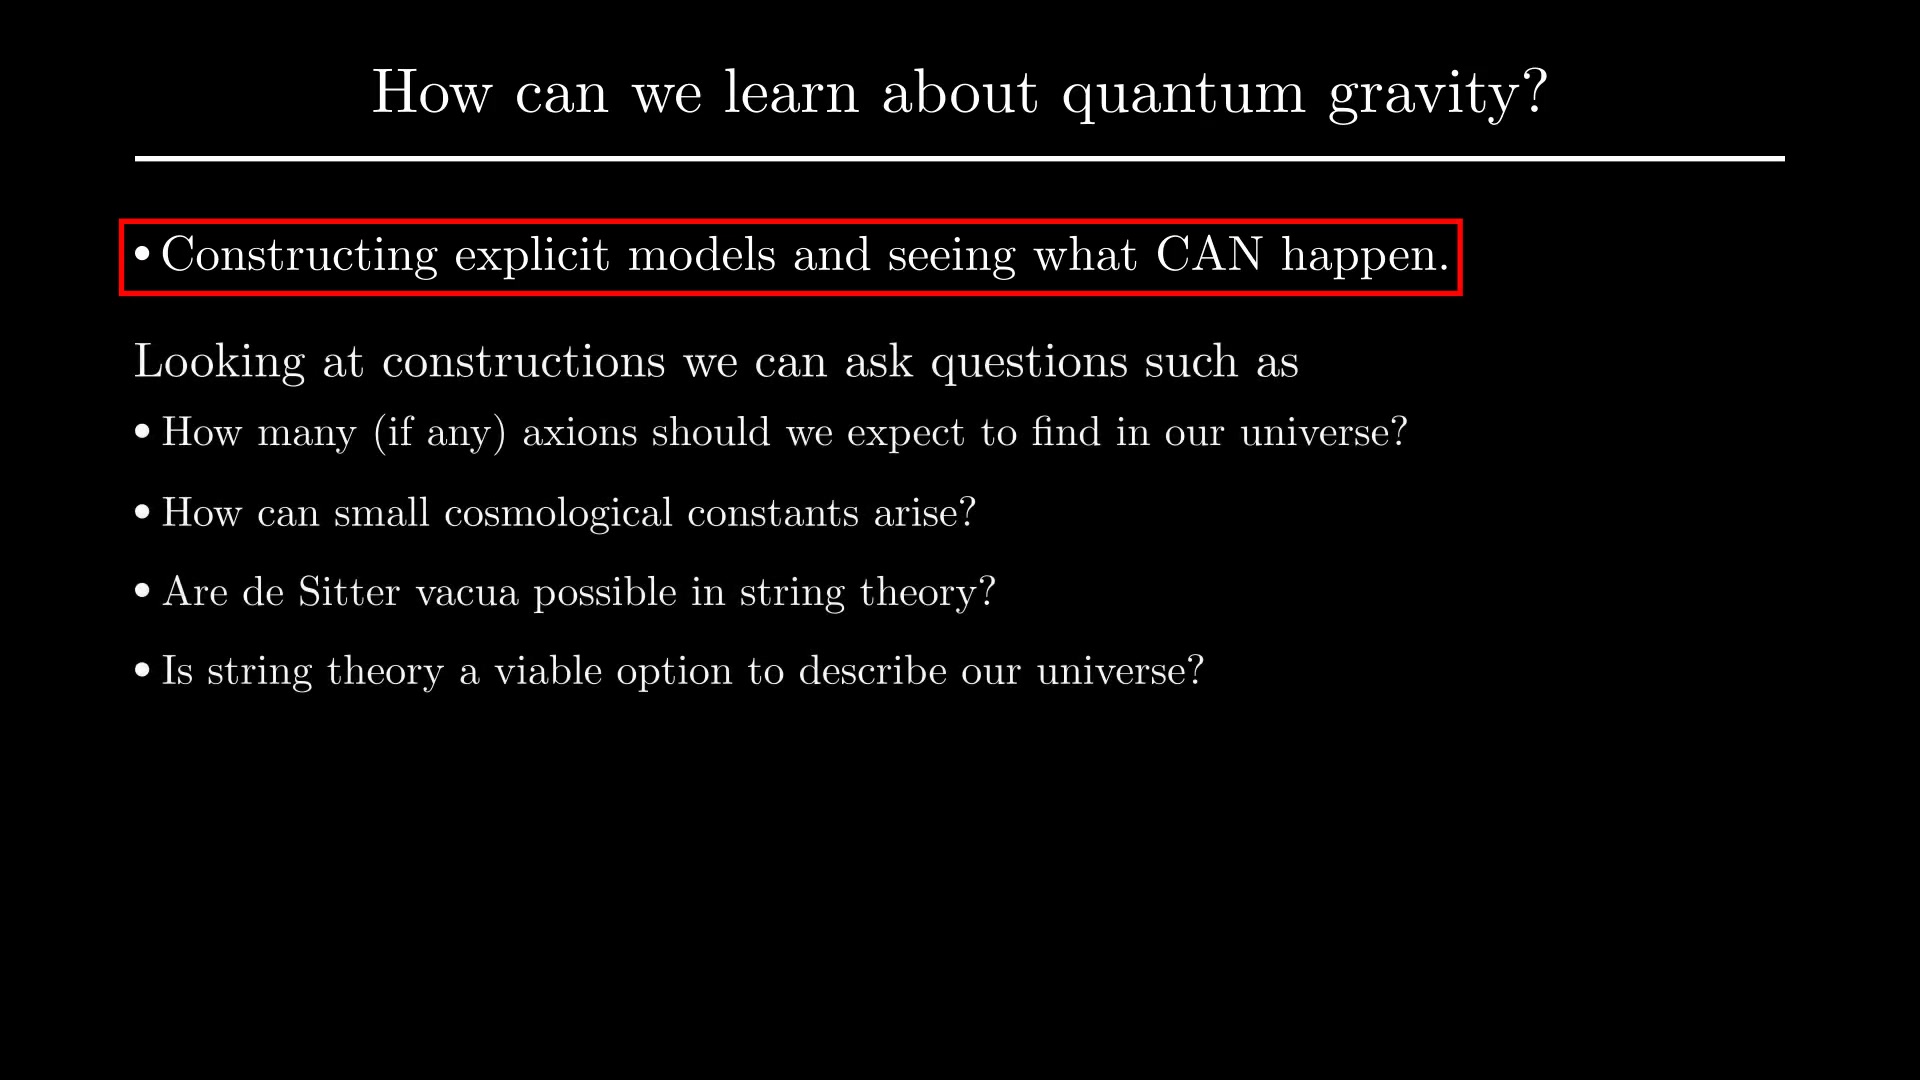 How can we learn about quantum gravity?
• Constructing explicit models and seeing what CAN happen.
Looking at constructions we can ask questions such as
• How many (if any) axions should we expect to find in our universe?
• How can small cosmological constants arise?
• Are de Sitter vacua possible in string theory?
• Is string theory a viable option to describe our universe?